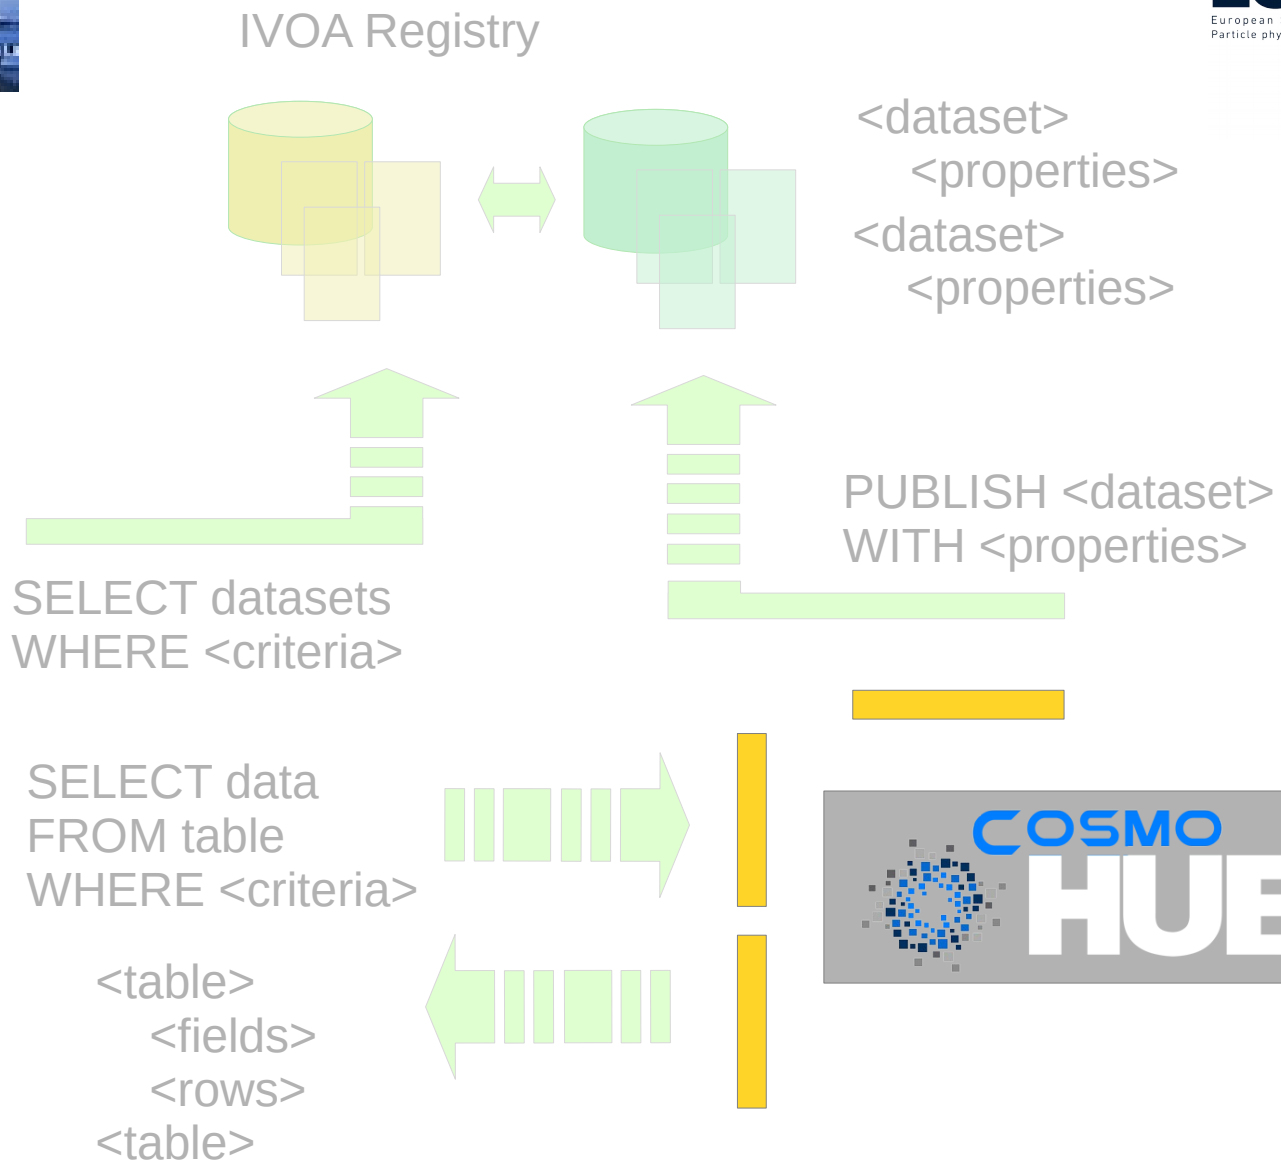 IVOA Registry
European
Particle phy
<dataset>
<properties>
<dataset>
<properties>
PUBLISH <dataset>
WITH <properties>
SELECT datasets
WHERE <criteria>
SELECT data
FROM table
WHERE <criteria>
<table>
<fields>
<rows>
<table>
COSMO
HUB